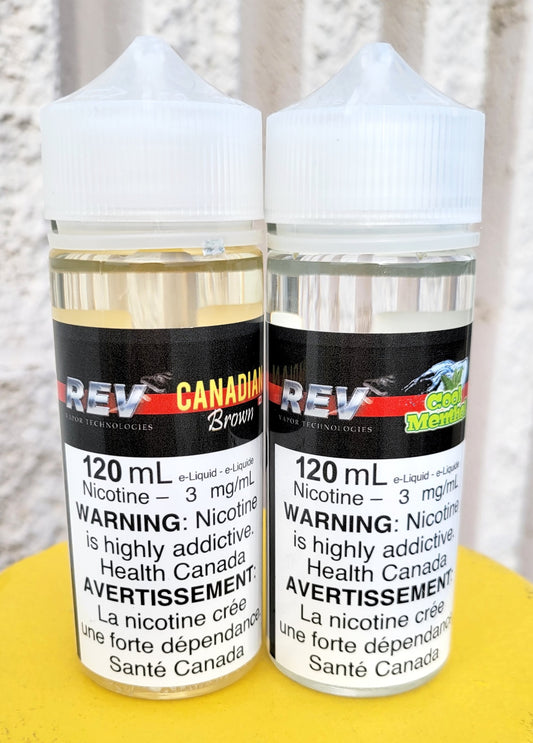 REV
VAPOR TECHNOLOGIES
CANADIAN
Brown
120 mL e-Liquid - e-Liquide
Nicotine – 3 mg/mL
WARNING: Nicotine
is highly addictive.
Health Canada
AVERTISSEMENT:
La nicotine crée
une forte dépendance.
Santé Canada
REV
VAPOR TECHNOLOGIES
Cool
Mentho
120 mL e-Liquid - e-Liquide
Nicotine – 3 mg/mL
WARNING: Nicotine
is highly addictive.
Health Canada
AVERTISSEMENT:
La nicotine crée
une forte dépendance.
Santé Canada